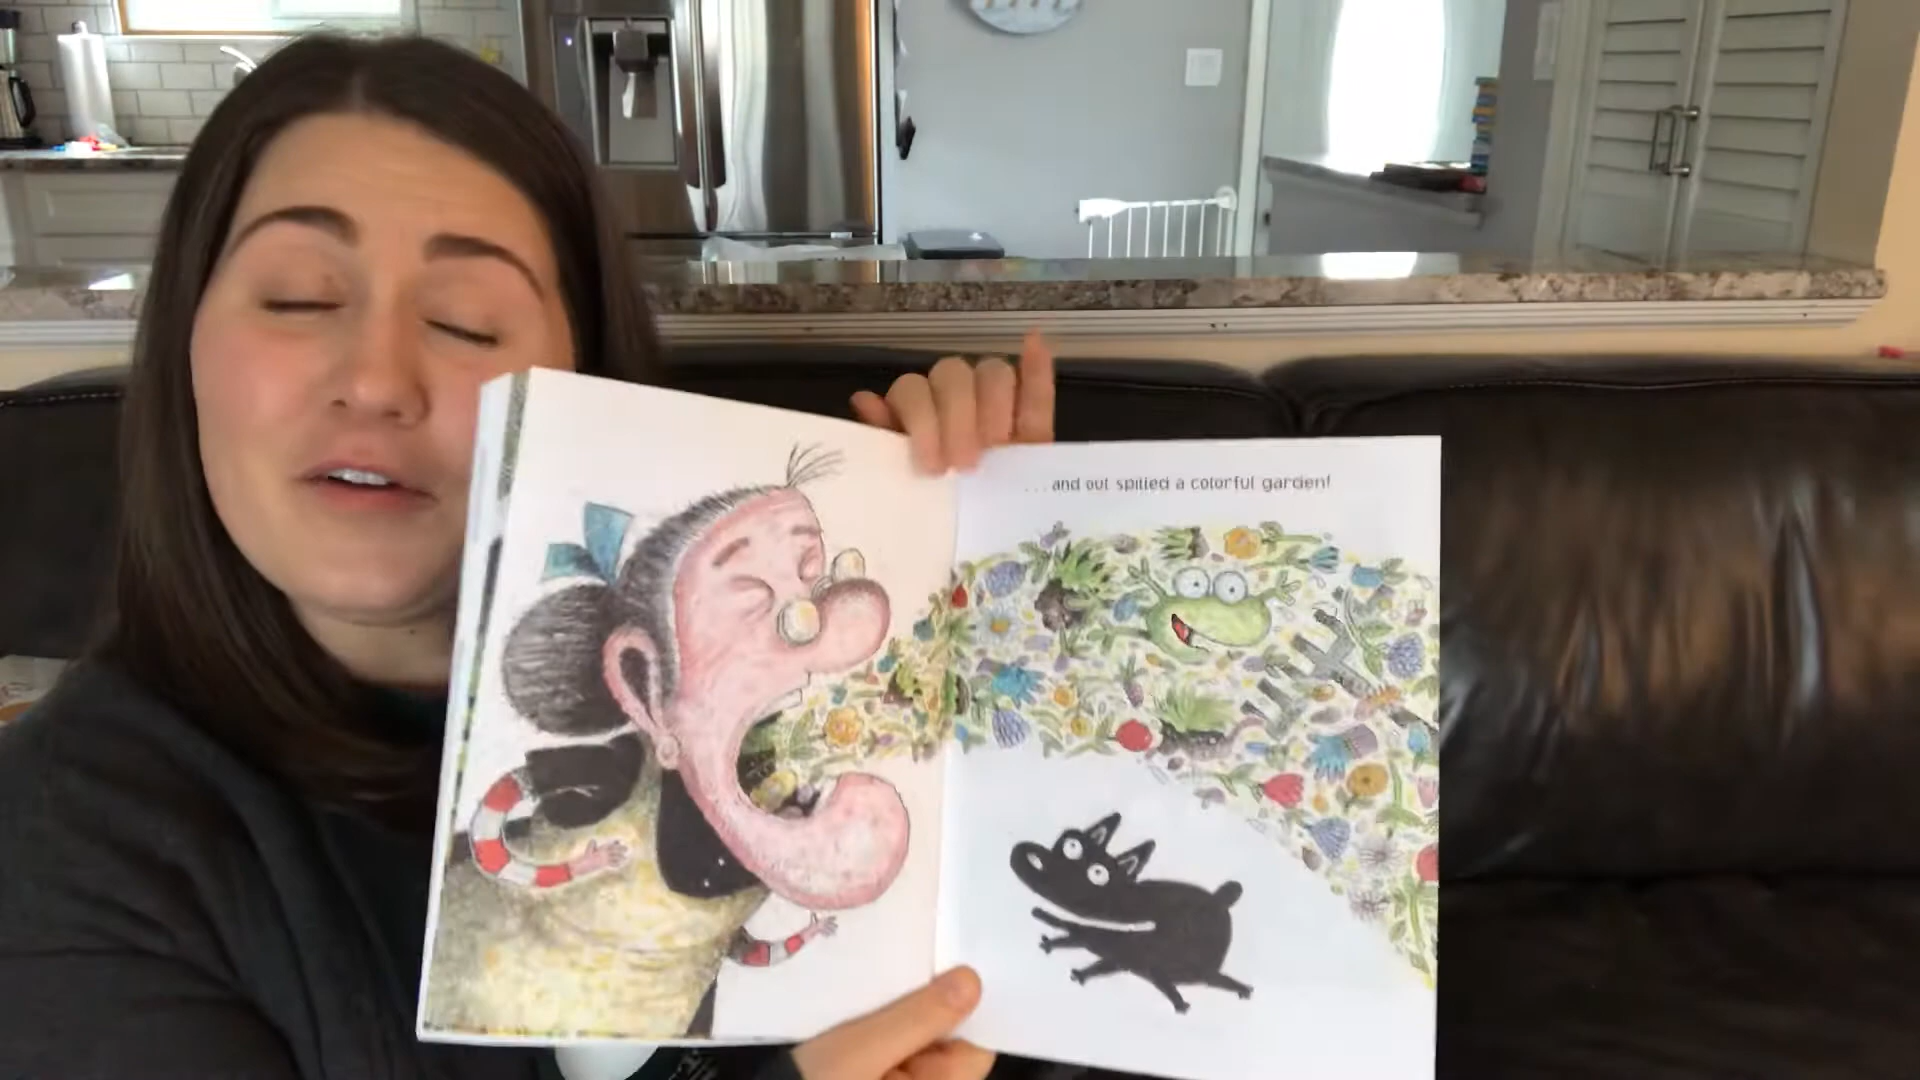 . . . and out spilled a colorful garden!